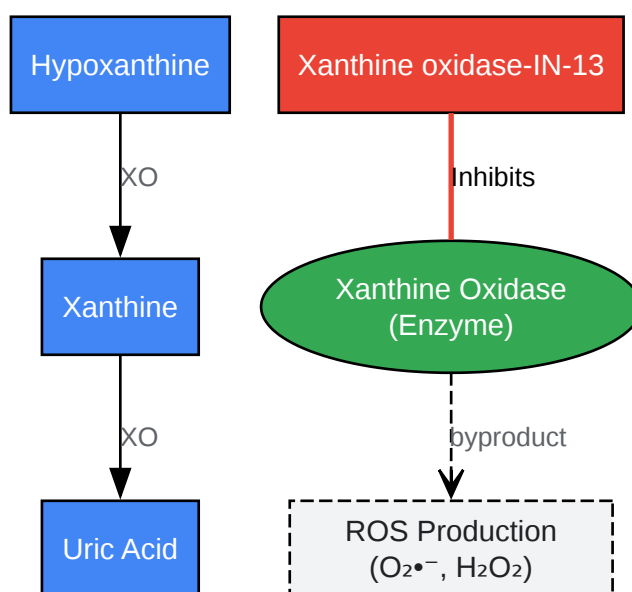 Hypoxanthine
Xanthine oxidase-IN-13
XO
Inhibits
Xanthine
Xanthine Oxidase
(Enzyme)
XO
byproduct
Uric Acid
ROS Production
(O₂•⁻, H₂O₂)